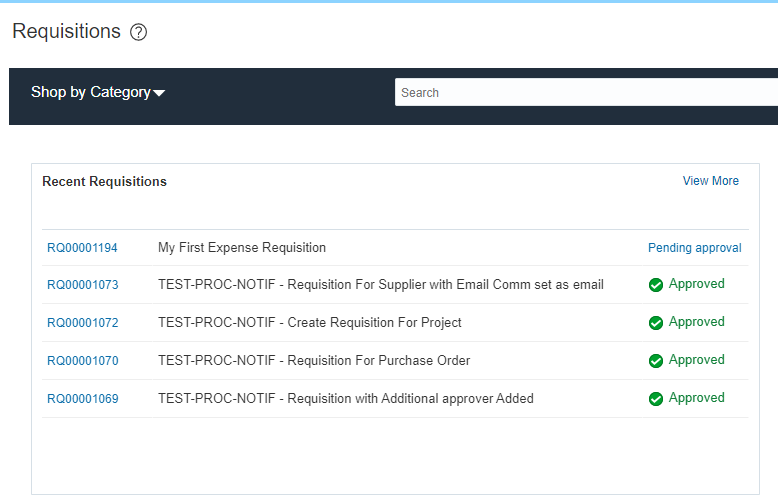 Requisitions ?
Shop by Category
Search
Recent Requisitions View More
RQ00001194 My First Expense Requisition Pending approval
RQ00001073 TEST-PROC-NOTIF - Requisition For Supplier with Email Comm set as email Approved
RQ00001072 TEST-PROC-NOTIF - Create Requisition For Project Approved
RQ00001070 TEST-PROC-NOTIF - Requisition For Purchase Order Approved
RQ00001069 TEST-PROC-NOTIF - Requisition with Additional approver Added Approved